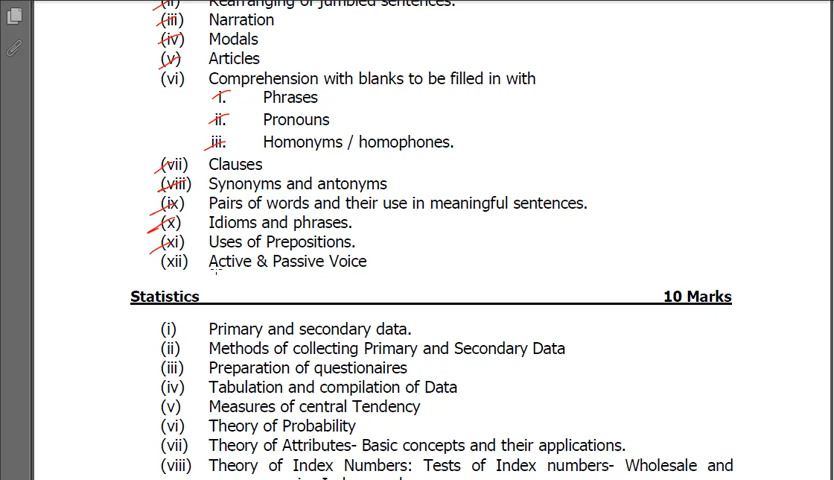 (ii) Rearranging of jumbled sentences.
(iii) Narration
(iv) Modals
(v) Articles
(vi) Comprehension with blanks to be filled in with
i. Phrases
ii. Pronouns
iii. Homonyms / homophones.
(vii) Clauses
(viii) Synonyms and antonyms
(ix) Pairs of words and their use in meaningful sentences.
(x) Idioms and phrases.
(xi) Uses of Prepositions.
(xii) Active & Passive Voice
Statistics 10 Marks
(i) Primary and secondary data.
(ii) Methods of collecting Primary and Secondary Data
(iii) Preparation of questionaires
(iv) Tabulation and compilation of Data
(v) Measures of central Tendency
(vi) Theory of Probability
(vii) Theory of Attributes- Basic concepts and their applications.
(viii) Theory of Index Numbers: Tests of Index numbers- Wholesale and